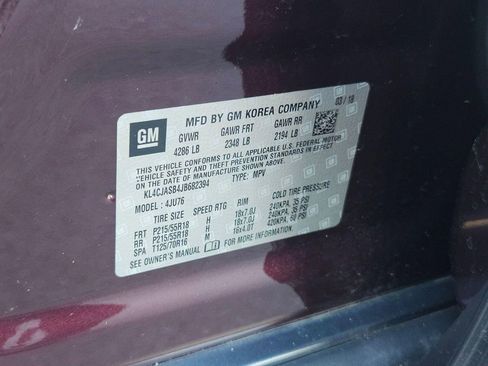 MFD BY GM KOREA COMPANY 03 / 18
GM
GVWR GAWR FRT GAWR RR
4286 LB 2348 LB 2194 LB
THIS VEHICLE CONFORMS TO ALL APPLICABLE U.S. FEDERAL MOTOR
VEHICLE SAFETY, BUMPER, AND THEFT PREVENTION STANDARDS IN EFFECT
ON THE DATE OF MANUFACTURE SHOWN ABOVE.
KL4CJASB4JB682394 TYPE: MPV
MODEL: 4JU76
TIRE SIZE SPEED RTG RIM COLD TIRE PRESSURE
FRT P215/55R18 H 18x7.0J 240KPA, 35 PSI
RR P215/55R18 H 18x7.0J 240KPA, 35 PSI
SPA T125/70R16 M 16x4.0T 420KPA, 60 PSI
SEE OWNER'S MANUAL FOR MORE INFORMATION.